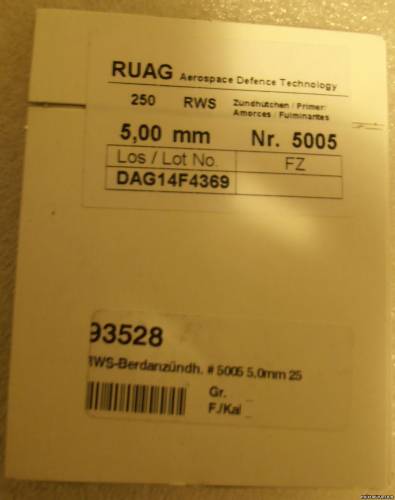 RUAG Aerospace Defence Technology
250 RWS Zündhütchen / Primer/
Amorces / Fulminantes
5,00 mm Nr. 5005
Los / Lot No. FZ
DAG14F4369
93528
RWS-Berdanzündh. # 5005 5.0mm 25
Gr.
F./Kal